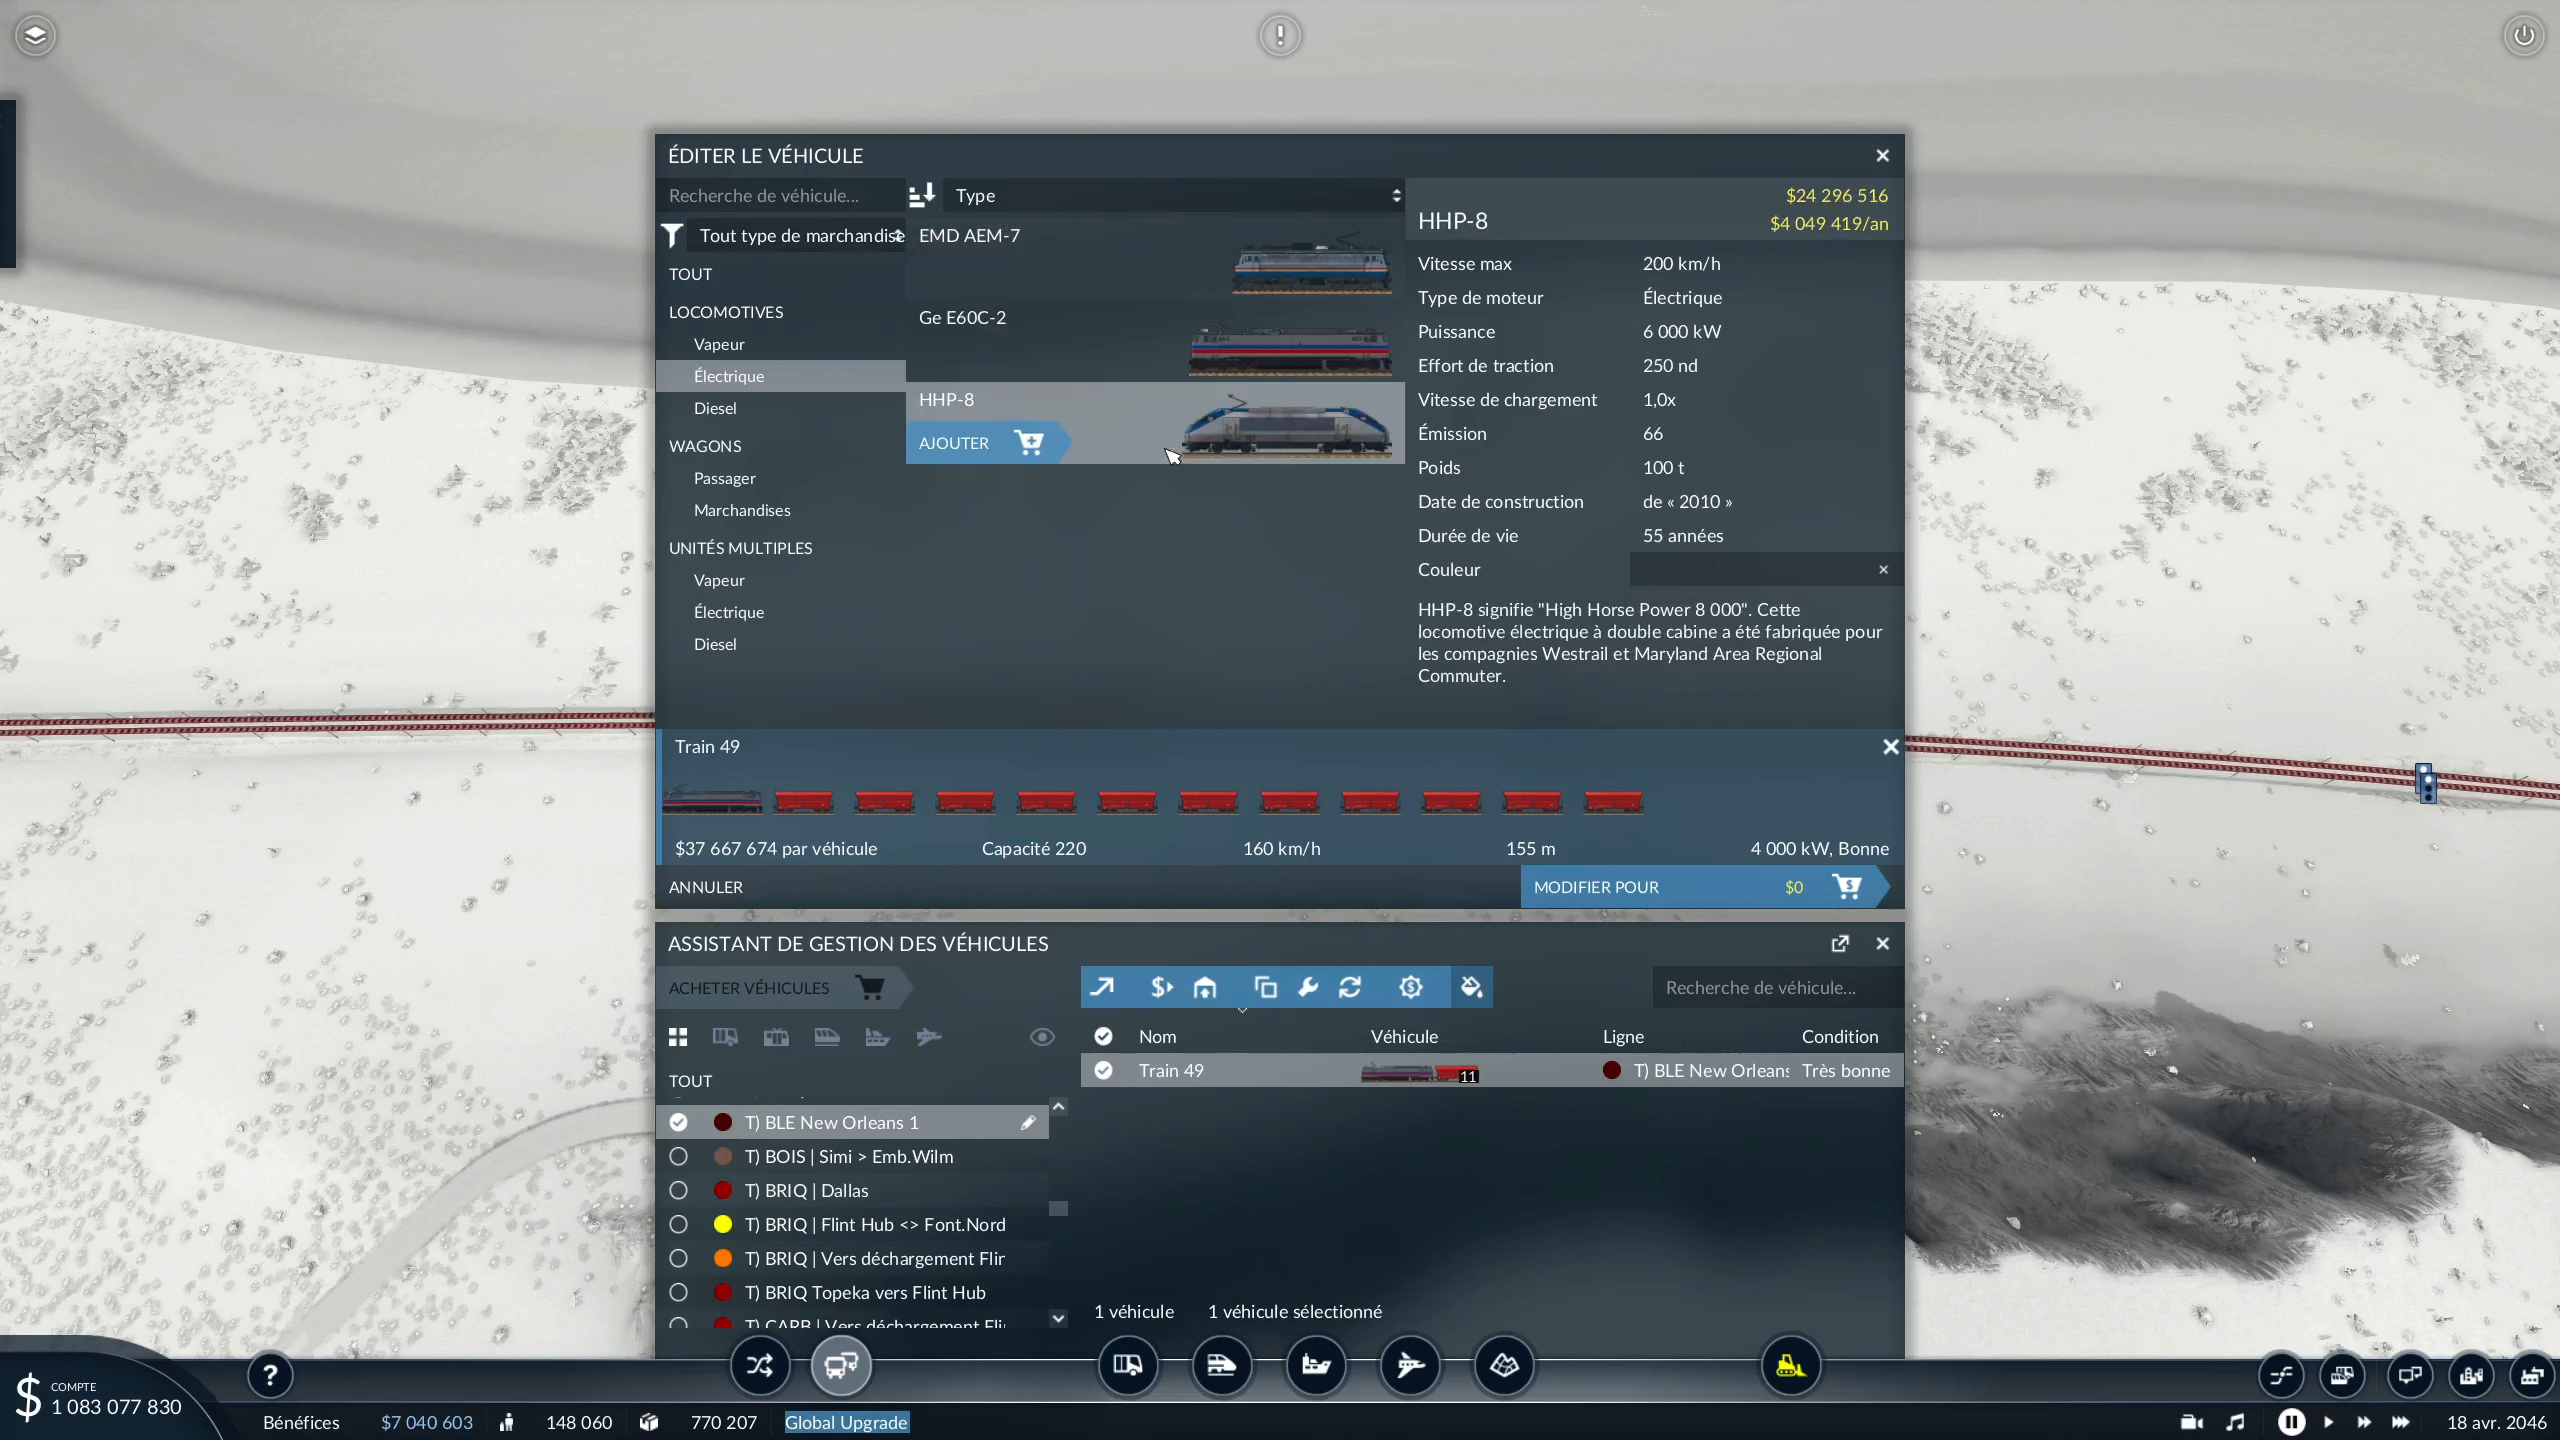 ÉDITER LE VÉHICULE
Recherche de véhicule...
Type
Tout type de marchandise
TOUT
LOCOMOTIVES
Vapeur
Électrique
Diesel
WAGONS
Passager
Marchandises
UNITÉS MULTIPLES
Vapeur
Électrique
Diesel
EMD AEM-7
Ge E60C-2
HHP-8
AJOUTER
HHP-8
$24 296 516
$4 049 419/an
Vitesse max 200 km/h
Type de moteur Électrique
Puissance 6 000 kW
Effort de traction 250 nd
Vitesse de chargement 1,0x
Émission 66
Poids 100 t
Date de construction de « 2010 »
Durée de vie 55 années
Couleur
HHP-8 signifie "High Horse Power 8 000". Cette
locomotive électrique à double cabine a été fabriquée pour
les compagnies Westrail et Maryland Area Regional
Commuter.
Train 49
$37 667 674 par véhicule Capacité 220 160 km/h 155 m 4 000 kW, Bonne
ANNULER MODIFIER POUR $0
ASSISTANT DE GESTION DES VÉHICULES
ACHETER VÉHICULES
Recherche de véhicule...
TOUT
T) BLE New Orleans 1
T) BOIS | Simi > Emb.Wilm
T) BRIQ | Dallas
T) BRIQ | Flint Hub <> Font.Nord
T) BRIQ | Vers déchargement Flin
T) BRIQ Topeka vers Flint Hub
T) CARB | Vers déchargement Fli
Nom Véhicule Ligne Condition
Train 49 11 T) BLE New Orleans Très bonne
1 véhicule 1 véhicule sélectionné
?
$ COMPTE
1 083 077 830
Bénéfices $7 040 603 148 060 770 207 Global Upgrade
18 avr. 2046